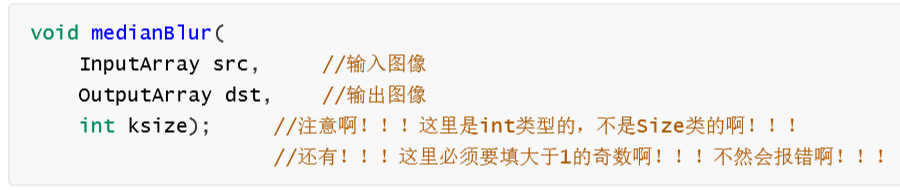 void medianBlur(
    InputArray src,     //输入图像
    OutputArray dst,    //输出图像
    int ksize);     //注意啊！！！这里是int类型的，不是Size类的啊！！！
                //还有！！！这里必须要填大于1的奇数啊！！！不然会报错啊！！！